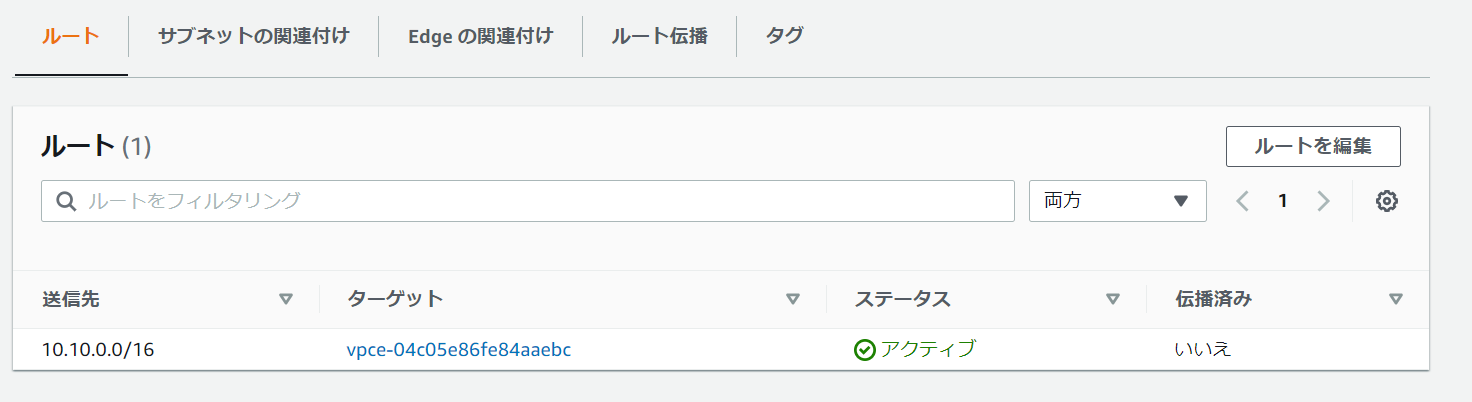 ルート サブネットの関連付け Edge の関連付け ルート伝播 タグ
ルート (1) ルートを編集
ルートをフィルタリング 両方 1
送信先 ターゲット ステータス 伝播済み
10.10.0.0/16 vpce-04c05e86fe84aaebc アクティブ いいえ